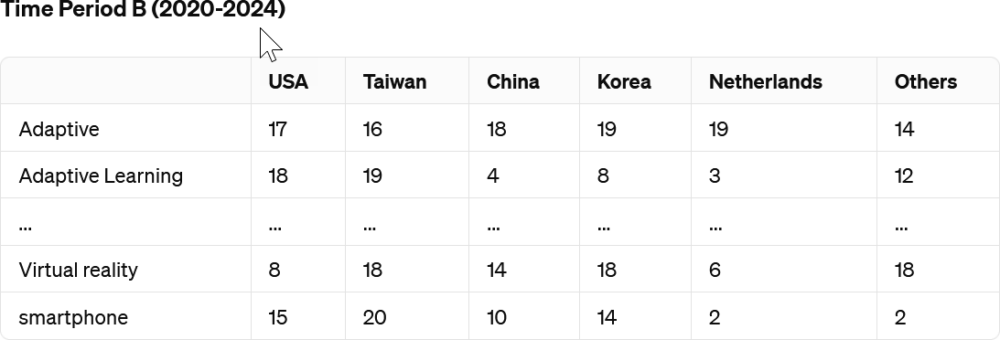 Time Period B (2020-2024)
USA Taiwan China Korea Netherlands Others
Adaptive 17 16 18 19 19 14
Adaptive Learning 18 19 4 8 3 12
... ... ... ... ... ... ...
Virtual reality 8 18 14 18 6 18
smartphone 15 20 10 14 2 2